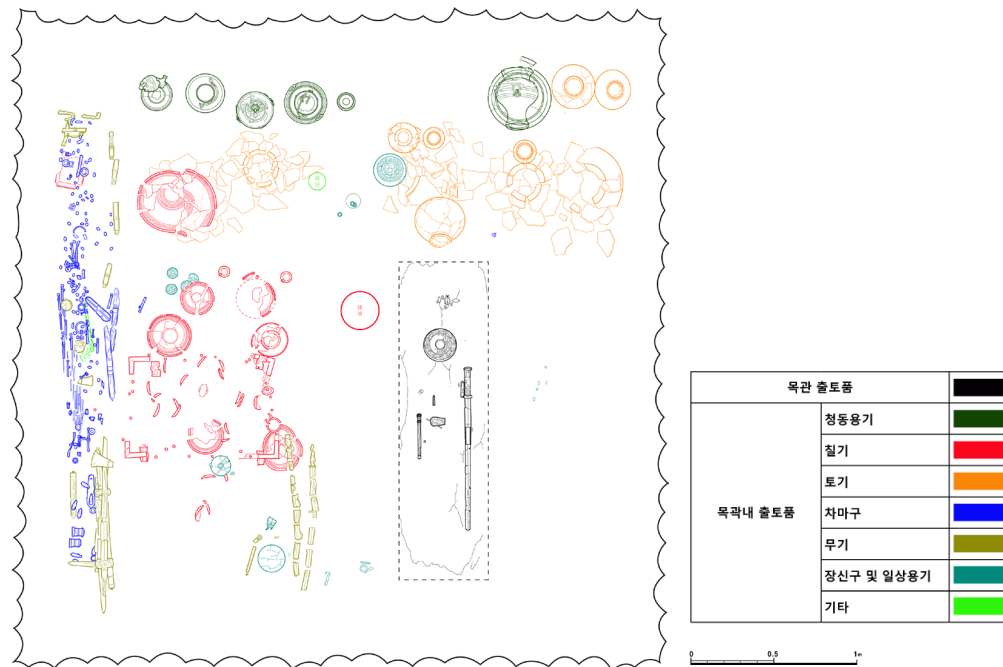 목관 출토품
목곽내 출토품
청동용기
칠기
토기
차마구
무기
장신구 및 일상용기
기타
0 0.5 1m